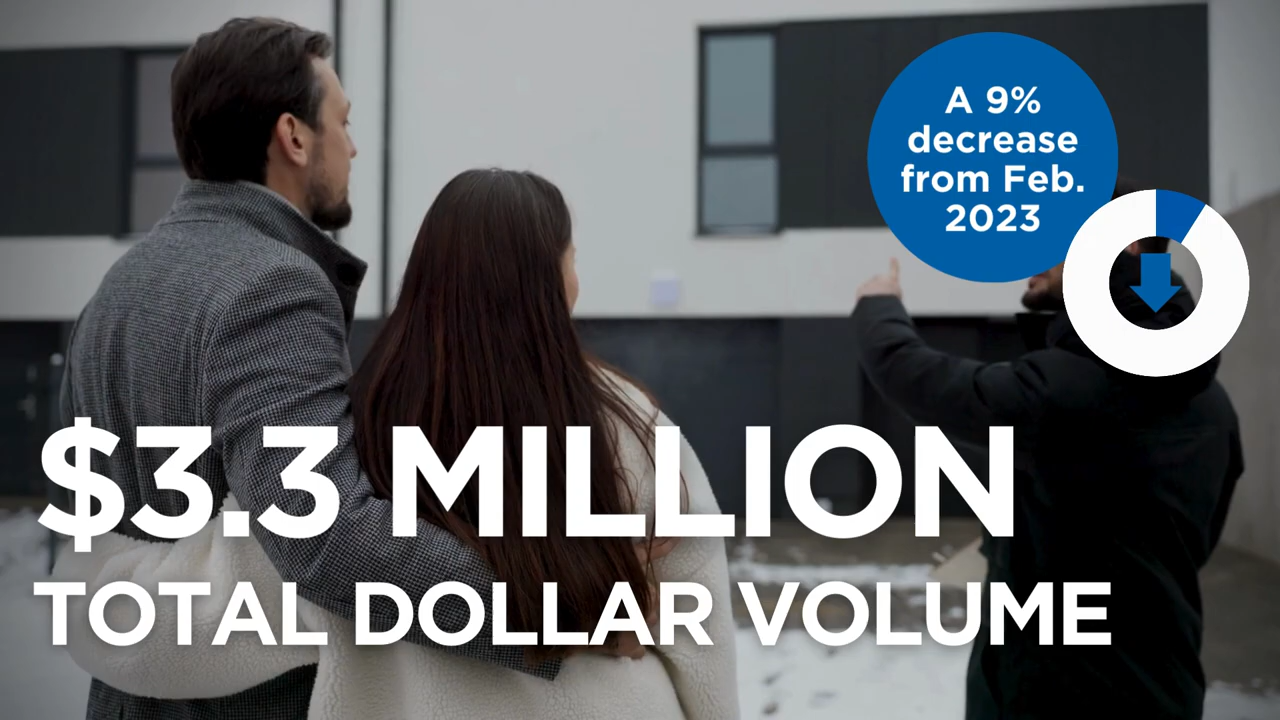 A 9%
decrease
from Feb.
2023
$3.3 MILLION
TOTAL DOLLAR VOLUME